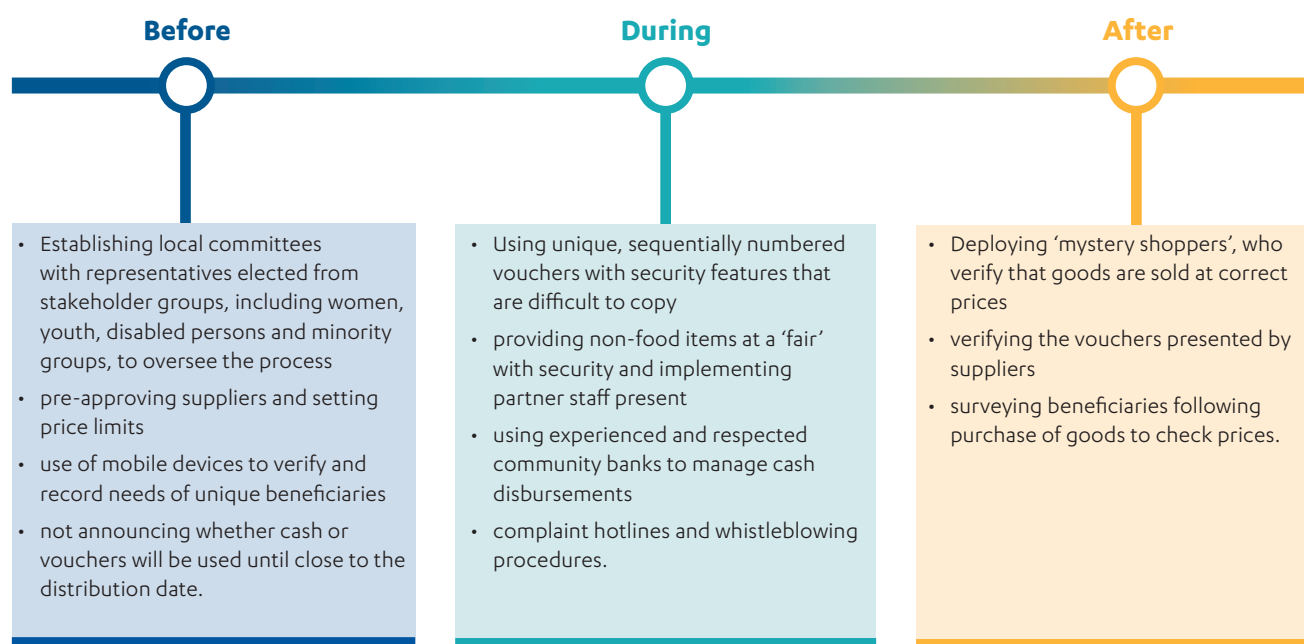 Before
During
After
• Establishing local committees
with representatives elected from
stakeholder groups, including women,
youth, disabled persons and minority
groups, to oversee the process
• pre-approving suppliers and setting
price limits
• use of mobile devices to verify and
record needs of unique beneficiaries
• not announcing whether cash or
vouchers will be used until close to the
distribution date.
• Using unique, sequentially numbered
vouchers with security features that
are difficult to copy
• providing non-food items at a ‘fair’
with security and implementing
partner staff present
• using experienced and respected
community banks to manage cash
disbursements
• complaint hotlines and whistleblowing
procedures.
• Deploying ‘mystery shoppers’, who
verify that goods are sold at correct
prices
• verifying the vouchers presented by
suppliers
• surveying beneficiaries following
purchase of goods to check prices.